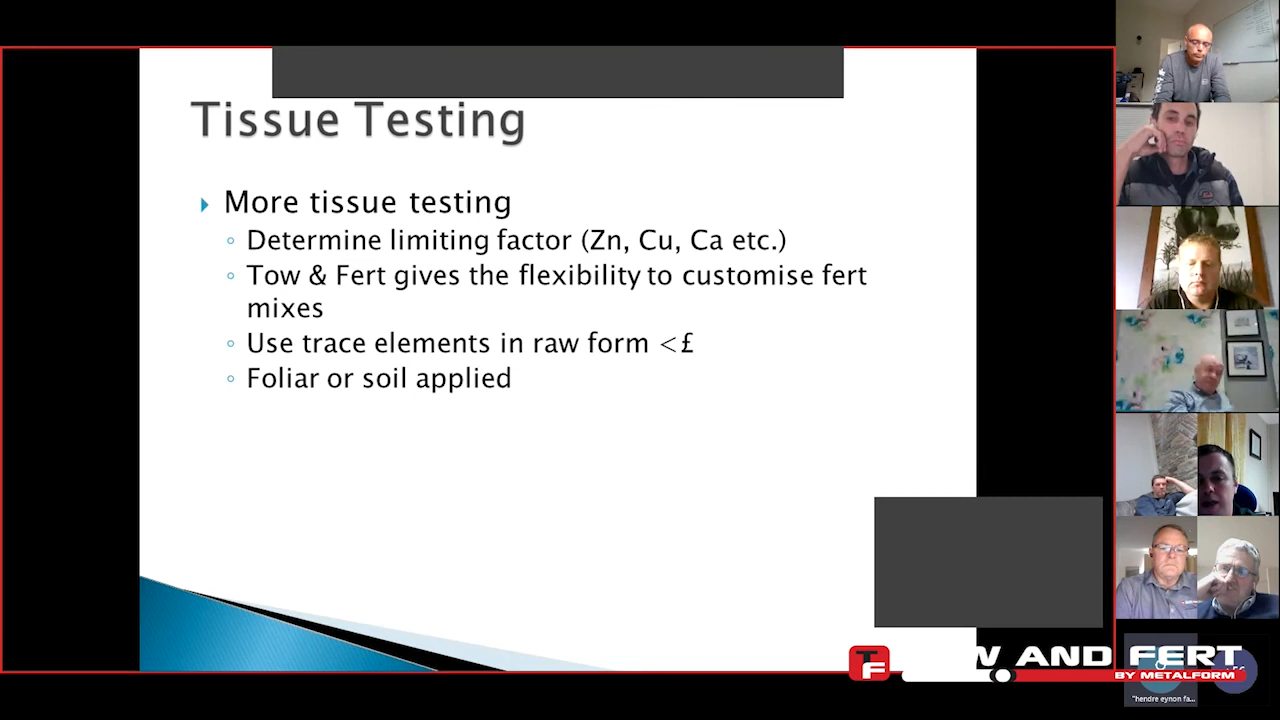 Tissue Testing
More tissue testing
Determine limiting factor (Zn, Cu, Ca etc.)
Tow & Fert gives the flexibility to customise fert
mixes
Use trace elements in raw form <£
Foliar or soil applied
TF
W AND FERT
BY METALFORM
"hendre eynon fa...